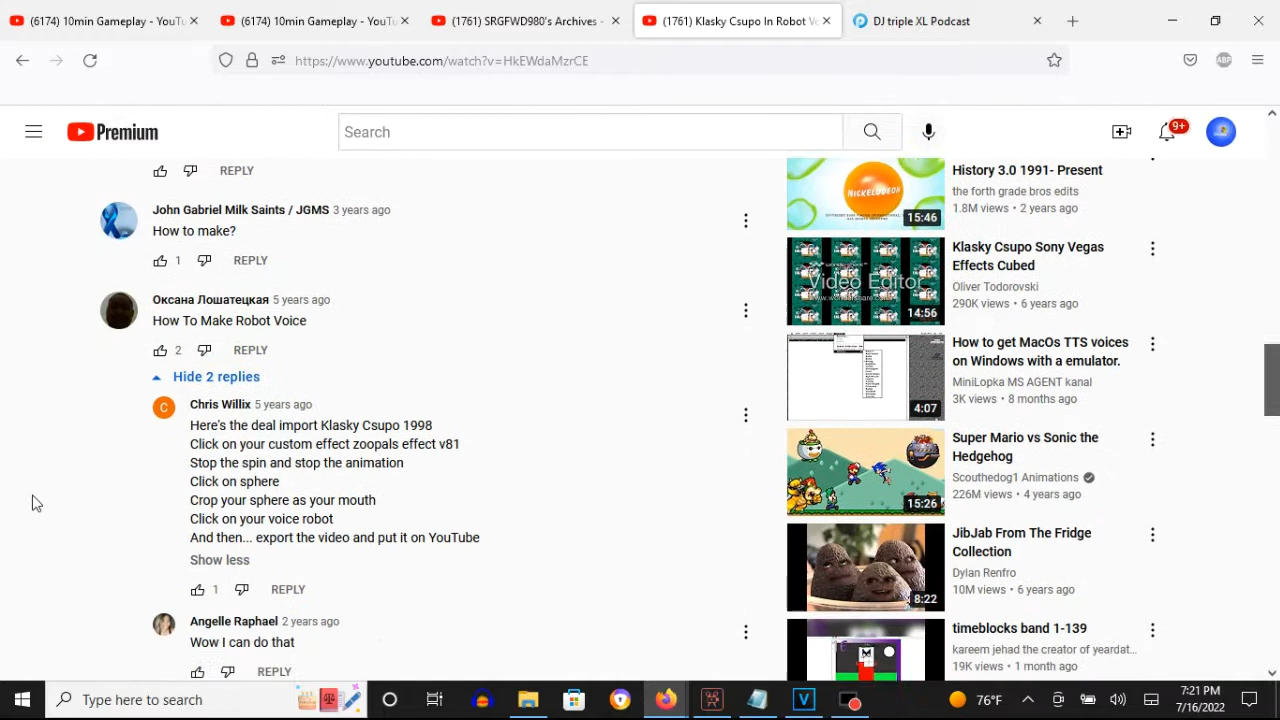 (6174) 10min Gameplay - YouTu
(6174) 10min Gameplay - YouTu
(1761) SRGFWD980's Archives -
(1761) Klasky Csupo In Robot Vo
DJ triple XL Podcast
https://www.youtube.com/watch?v=HkEWdaMzrCE
ABP
Premium
Search
9+
REPLY
John Gabriel Milk Saints / JGMS 3 years ago
How to make?
1 REPLY
Оксана Лошатецкая 5 years ago
How To Make Robot Voice
2 REPLY
Hide 2 replies
C
Chris Willix 5 years ago
Here's the deal import Klasky Csupo 1998
Click on your custom effect zoopals effect v81
Stop the spin and stop the animation
Click on sphere
Crop your sphere as your mouth
Click on your voice robot
And then... export the video and put it on YouTube
Show less
1 REPLY
Angelle Raphael 2 years ago
Wow I can do that
REPLY
NICKELODEON
15:46
History 3.0 1991- Present
the forth grade bros edits
1.8M views • 2 years ago
wondershare
Video Editor
14:56
Klasky Csupo Sony Vegas
Effects Cubed
Oliver Todorovski
290K views • 6 years ago
4:07
How to get MacOs TTS voices
on Windows with a emulator.
MiniLopka MS AGENT kanal
3K views • 8 months ago
15:26
Super Mario vs Sonic the
Hedgehog
Scouthedog1 Animations
226M views • 4 years ago
8:22
JibJab From The Fridge
Collection
Dylan Renfro
10M views • 6 years ago
timeblocks band 1-139
kareem jehad the creator of yeardat...
19K views • 1 month ago
Type here to search
V
76°F
7:21 PM
7/16/2022